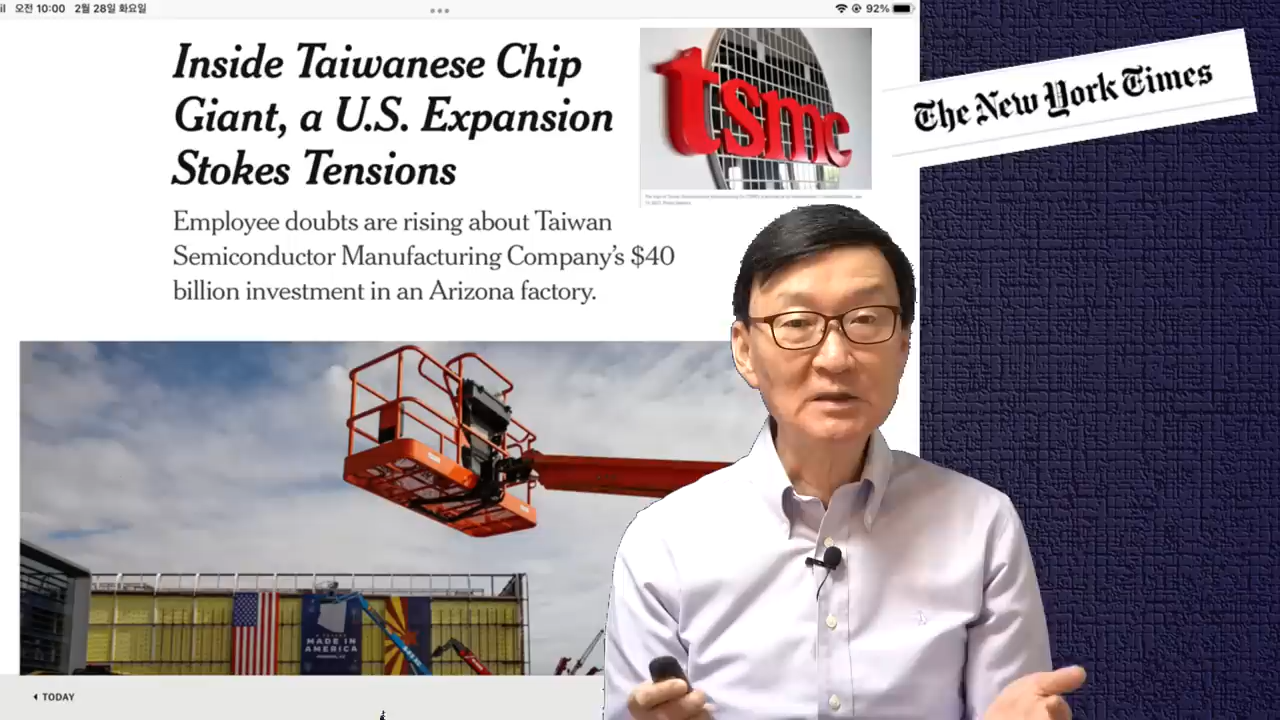 오전 10:00 2월 28일 화요일
92%
Inside Taiwanese Chip
Giant, a U.S. Expansion
Stokes Tensions
Employee doubts are rising about Taiwan
Semiconductor Manufacturing Company's $40
billion investment in an Arizona factory.
tsmc
The New York Times
MADE IN
AMERICA
TODAY